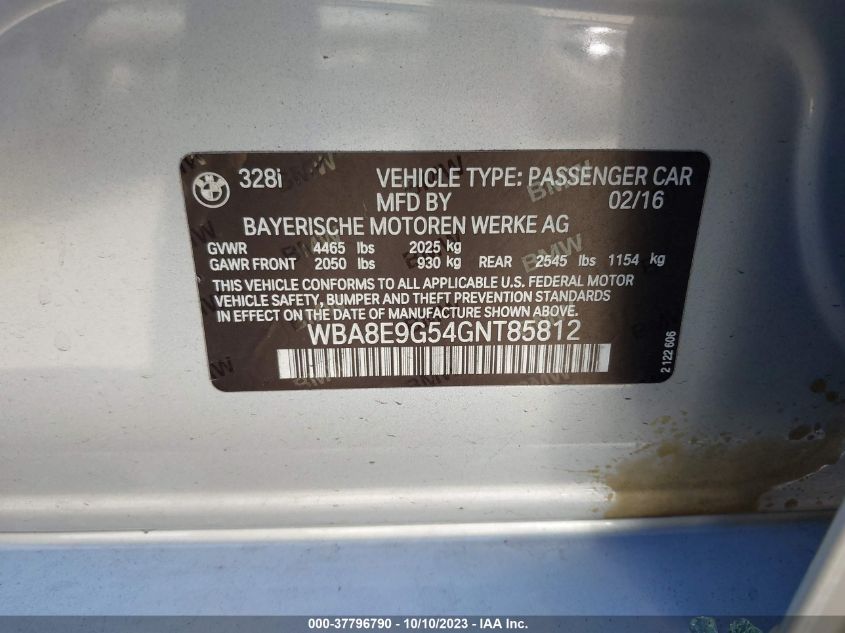 328i VEHICLE TYPE: PASSENGER CAR
MFD BY 02/16
BAYERISCHE MOTOREN WERKE AG
GVWR 4465 lbs 2025 kg
GAWR FRONT 2050 lbs 930 kg REAR 2545 lbs 1154 kg
THIS VEHICLE CONFORMS TO ALL APPLICABLE U.S. FEDERAL MOTOR
VEHICLE SAFETY, BUMPER AND THEFT PREVENTION STANDARDS
IN EFFECT ON THE DATE OF MANUFACTURE SHOWN ABOVE.
WBA8E9G54GNT85812
2 122 606
000-37796790 - 10/10/2023 - IAA Inc.